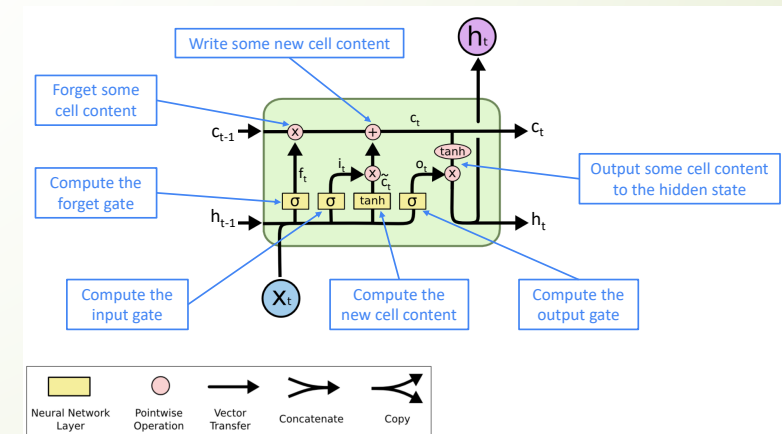 hₜ
Write some new cell content
Forget some
cell content
cₜ
cₜ₋₁
x
+
cₜ
tanh
iₜ
oₜ
fₜ
x
c̃ₜ
x
Output some cell content
to the hidden state
Compute the
forget gate
σ
σ
tanh
σ
hₜ₋₁
hₜ
Xₜ
Compute the
input gate
Compute the
new cell content
Compute the
output gate
Neural Network
Layer
Pointwise
Operation
Vector
Transfer
Concatenate
Copy